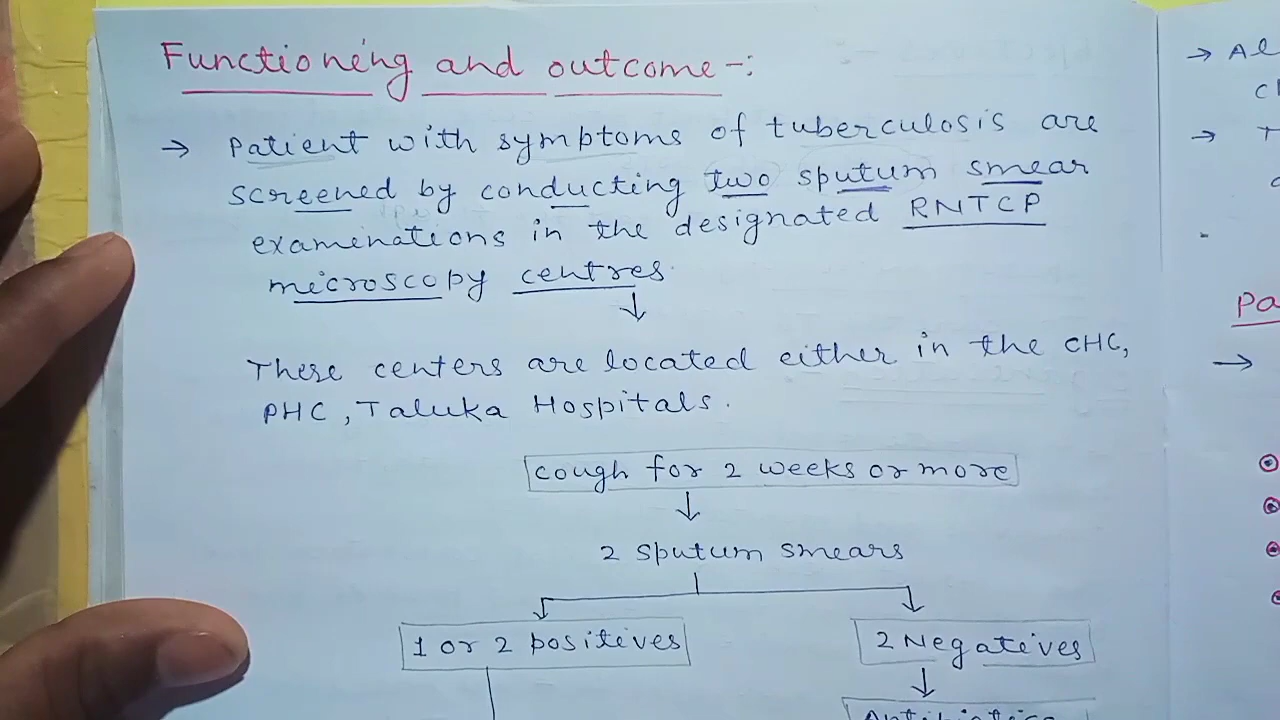 Functioning and outcome-:
→ Patient with symptoms of tuberculosis are
screened by conducting two sputum smear
examenations in the designated RNTCP
microscopy centres.
↓
These centers are located either in the CHC,
PHC, Taluka Hospitals.
cough for 2 weeks or more
↓
2 sputum smears
1 or 2 positives
2 Negatives
↓
→ Al
→ T
Pa
→